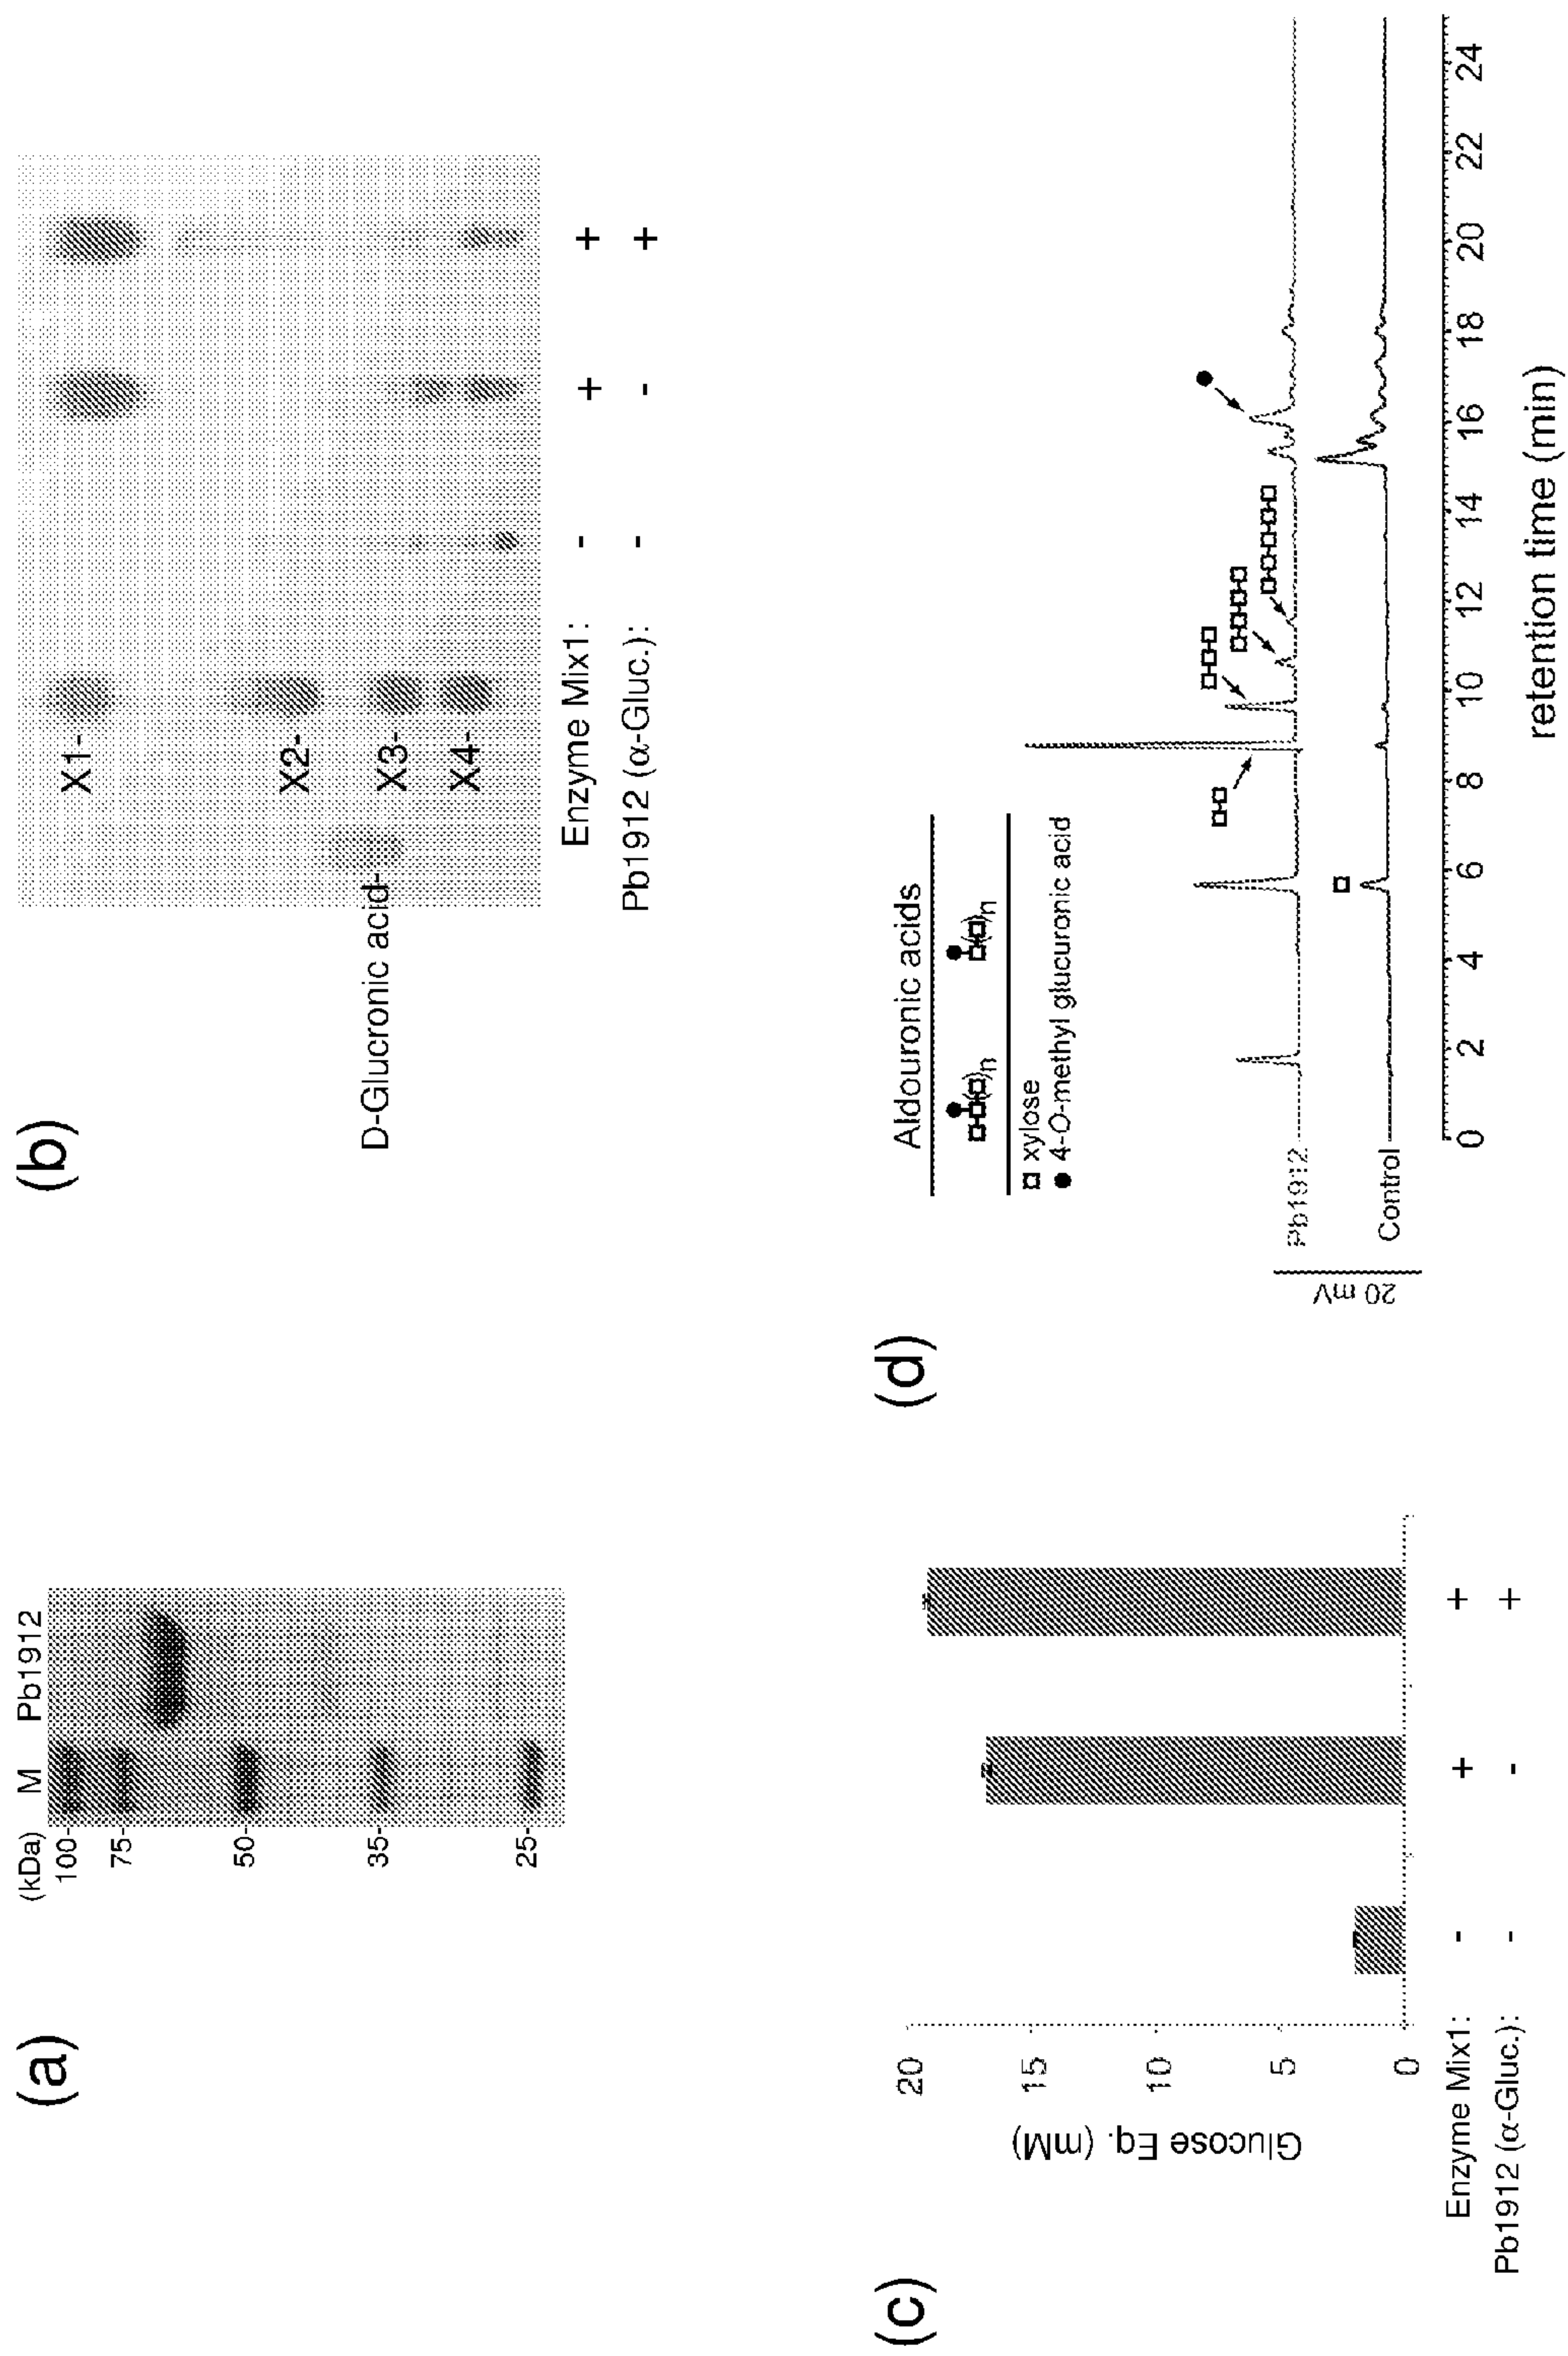 (a)
(kDa) M Pb1912
100-
75-
50-
35-
25-
(b)
D-Glucronic acid-
X1-
X2-
X3-
X4-
Enzyme Mix1: - + +
Pb1912 (α-Gluc.): - - +
(c)
Glucose Eq. (mM)
20
15
10
5
0
Enzyme Mix1: - + +
Pb1912 (α-Gluc.): - - +
(d)
Aldouronic acids
( )n ( )n
xylose
4-O-methyl glucuronic acid
Pb1912
Control
20 mV
0 2 4 6 8 10 12 14 16 18 20 22 24
retention time (min)